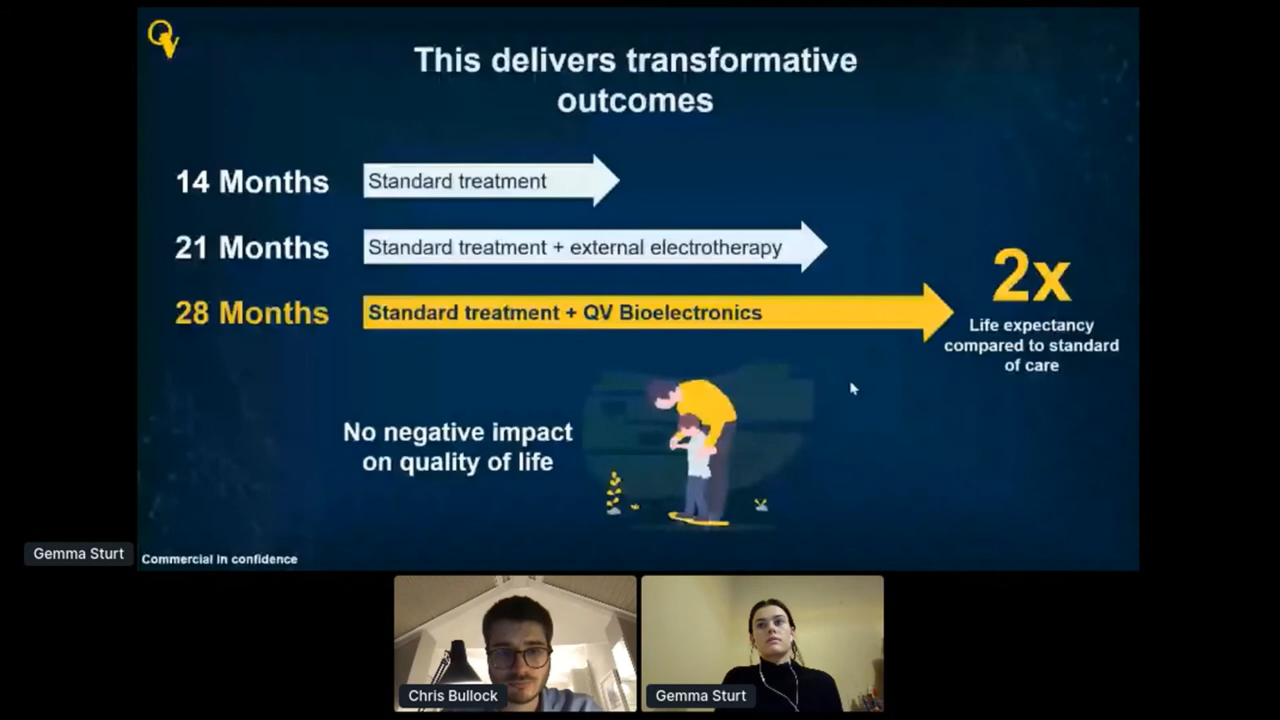 QV
This delivers transformative
outcomes
14 Months
Standard treatment
21 Months
Standard treatment + external electrotherapy
28 Months
Standard treatment + QV Bioelectronics
2x
Life expectancy
compared to standard
of care
No negative impact
on quality of life
Gemma Sturt
Commercial in confidence
Chris Bullock
Gemma Sturt